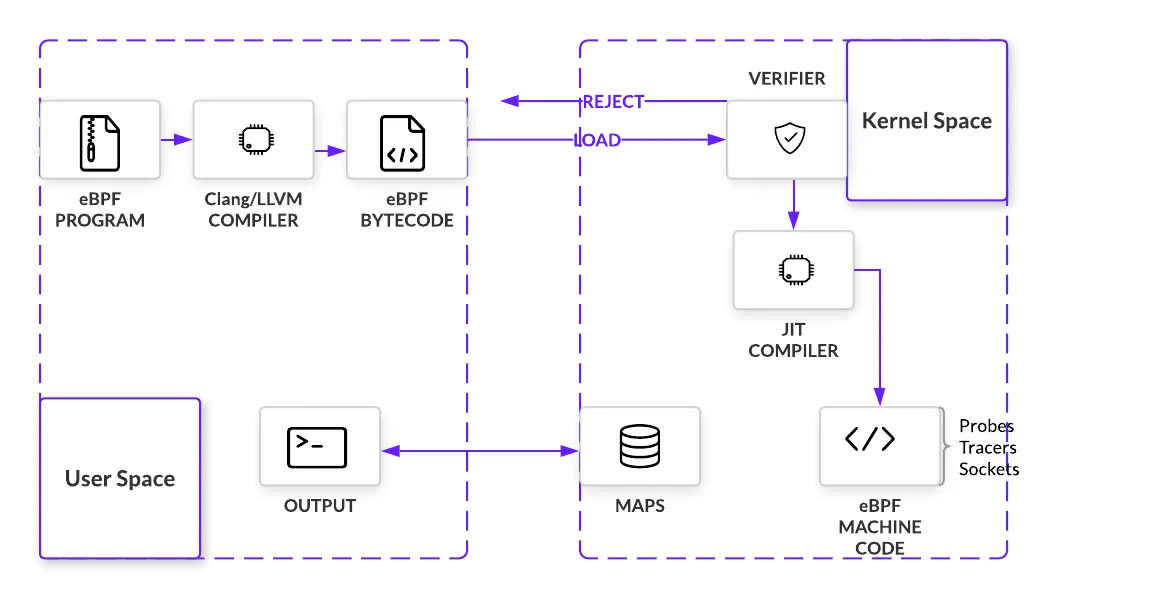 VERIFIER
REJECT
Kernel Space
LOAD
</>
eBPF
PROGRAM
Clang/LLVM
COMPILER
eBPF
BYTECODE
JIT
COMPILER
User Space
>_
OUTPUT
MAPS
</>
Probes
Tracers
Sockets
eBPF
MACHINE
CODE